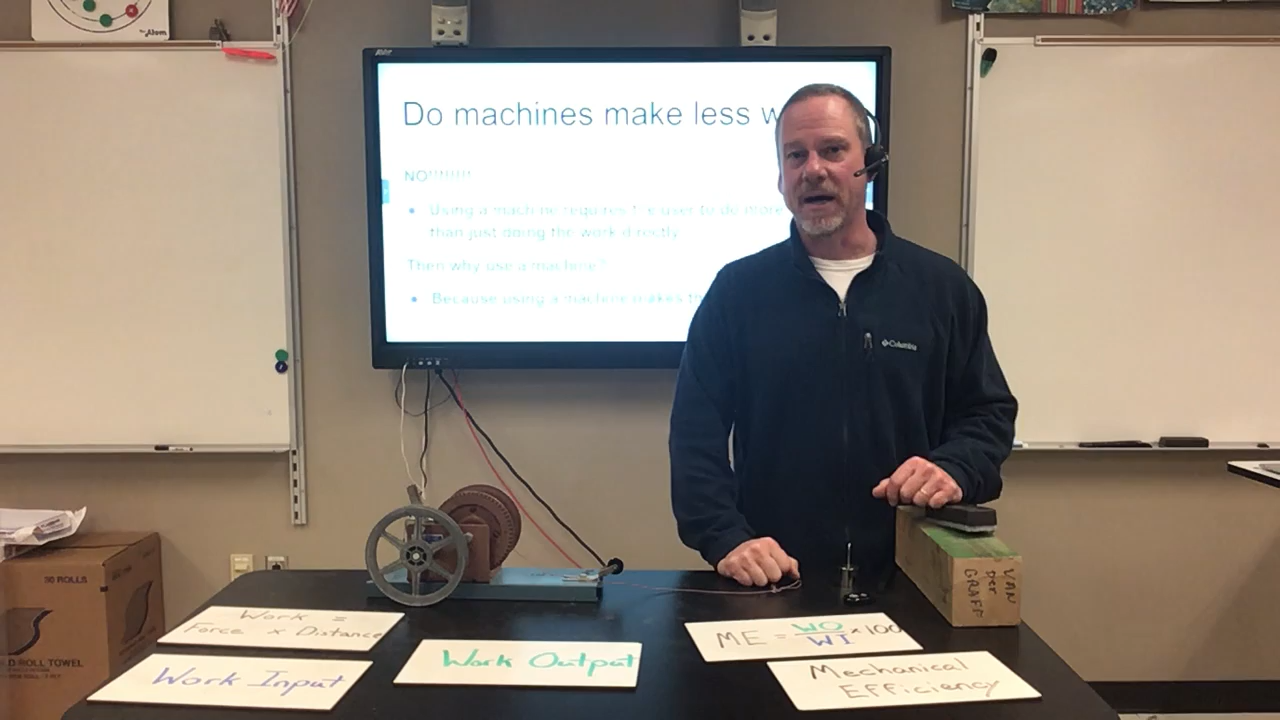 The Atom
Do machines make less w
NO!!!!!!!
Using a machine requires the user to do more
than just doing the work directly.
Then why use a machine?
Because using a machine makes th
Columbia
50 ROLLS
ROLL TOWEL
VAN
der
GRAFF
Work =
Force x Distance
Work Input
Work Output
ME = WO/WI x 100
Mechanical
Efficiency